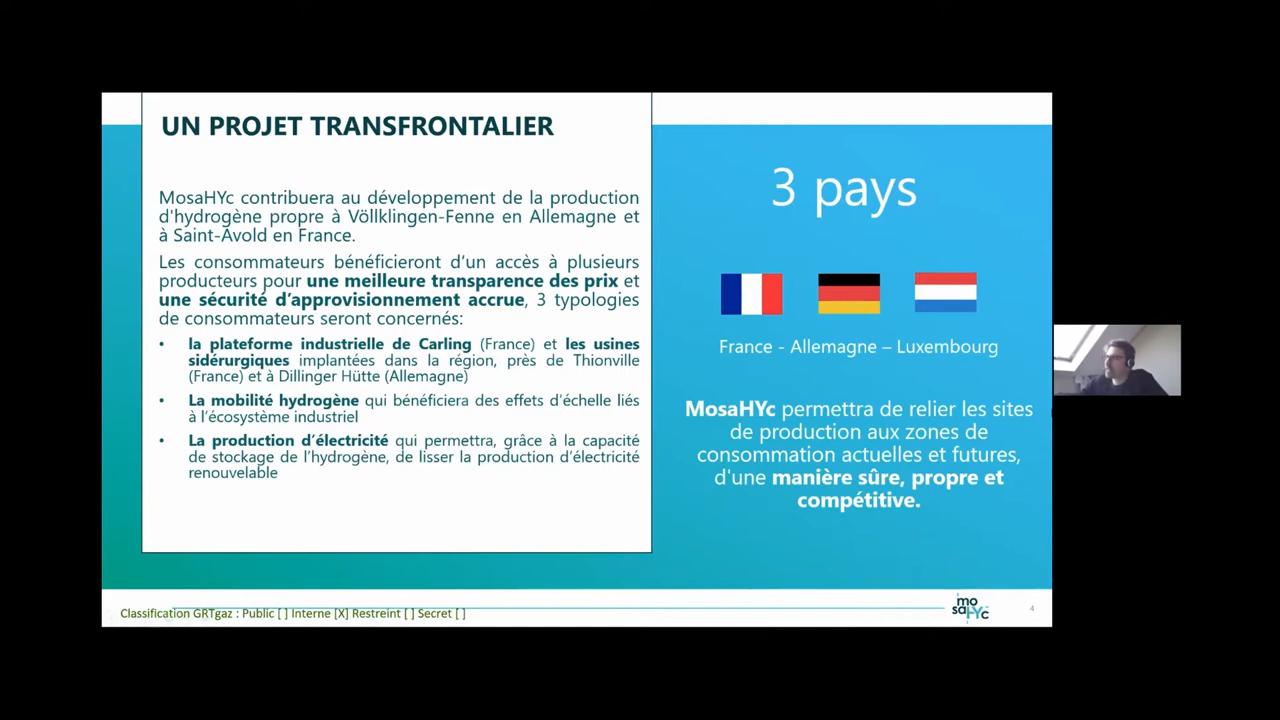 UN PROJET TRANSFRONTALIER
MosaHYc contribuera au développement de la production
d'hydrogène propre à Völlklingen-Fenne en Allemagne et
à Saint-Avold en France.
Les consommateurs bénéficieront d'un accès à plusieurs
producteurs pour une meilleure transparence des prix et
une sécurité d'approvisionnement accrue, 3 typologies
de consommateurs seront concernés:
• la plateforme industrielle de Carling (France) et les usines
sidérurgiques implantées dans la région, près de Thionville
(France) et à Dillinger Hütte (Allemagne)
• La mobilité hydrogène qui bénéficiera des effets d'échelle liés
à l'écosystème industriel
• La production d'électricité qui permettra, grâce à la capacité
de stockage de l'hydrogène, de lisser la production d'électricité
renouvelable
3 pays
France - Allemagne – Luxembourg
MosaHYc permettra de relier les sites
de production aux zones de
consommation actuelles et futures,
d'une manière sûre, propre et
compétitive.
Classification GRTgaz : Public [ ] Interne [X] Restreint [ ] Secret [ ]
mo
saHYc
4